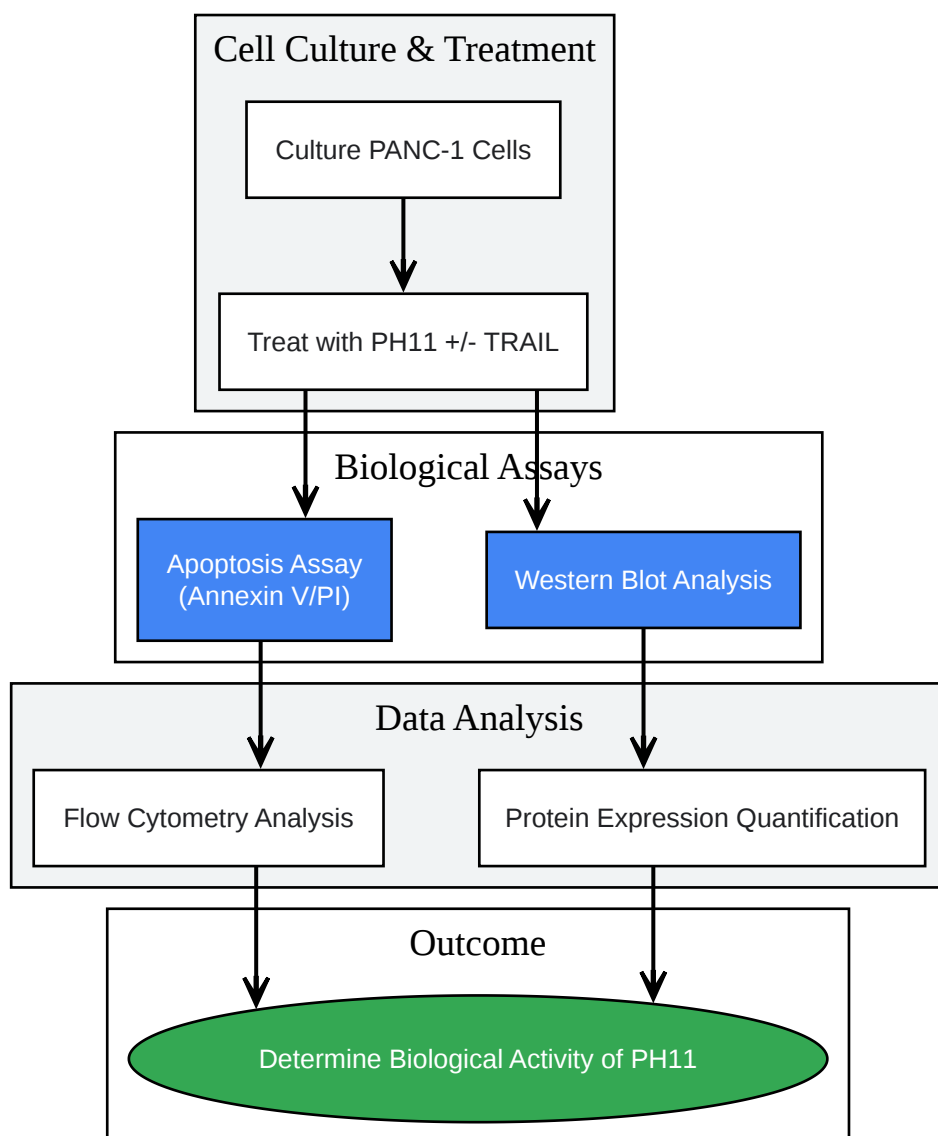 Cell Culture & Treatment
Culture PANC-1 Cells
Treat with PH11 +/- TRAIL
Biological Assays
Apoptosis Assay
(Annexin V/PI)
Western Blot Analysis
Data Analysis
Flow Cytometry Analysis
Protein Expression Quantification
Outcome
Determine Biological Activity of PH11